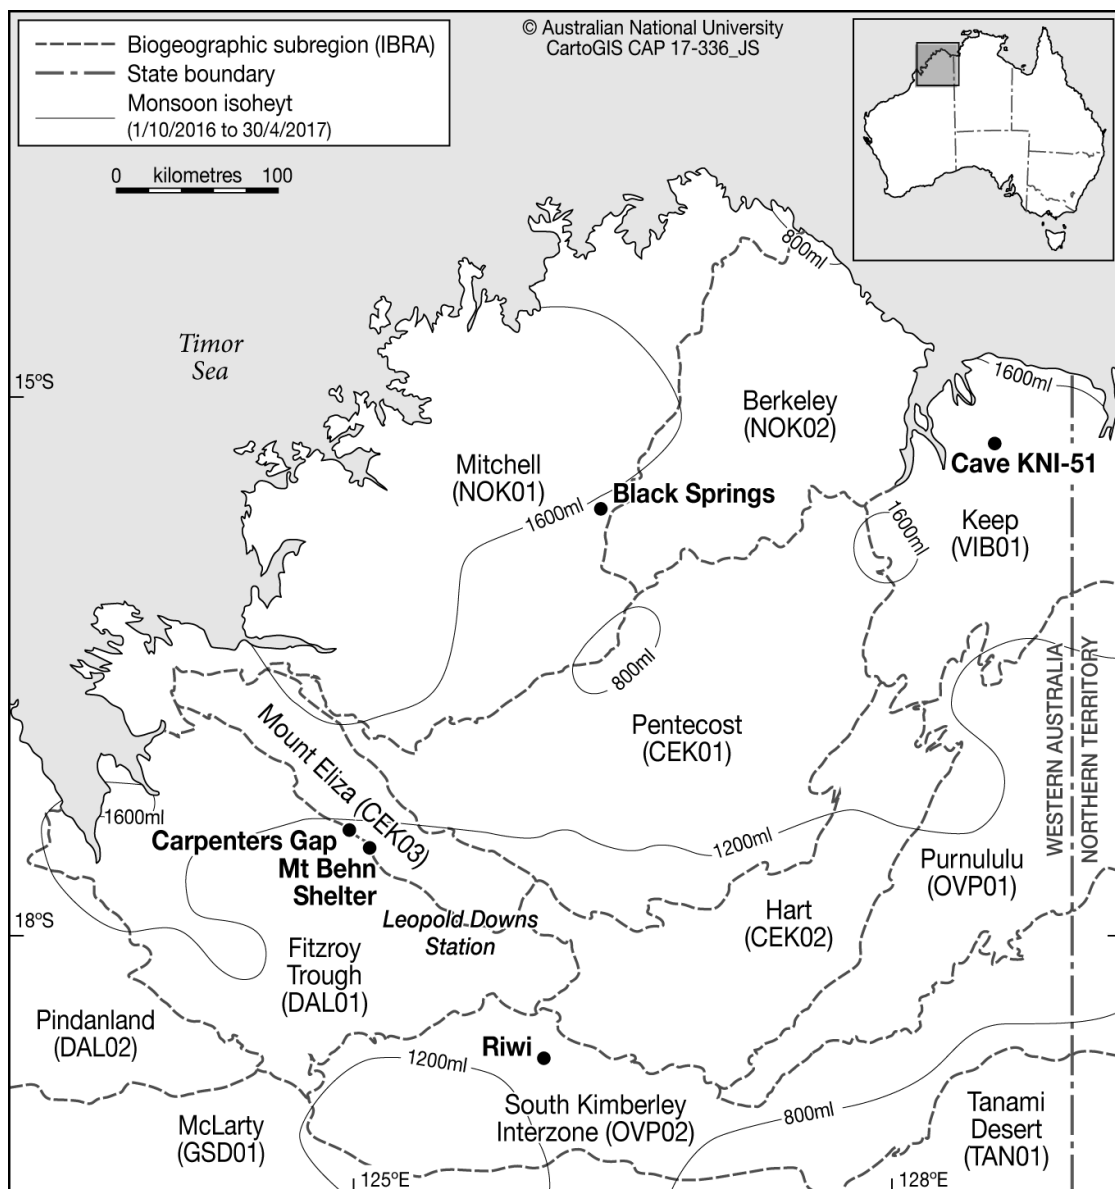 Biogeographic subregion (IBRA)
State boundary
Monsoon isoheyt
(1/10/2016 to 30/4/2017)
© Australian National University
CartoGIS CAP 17-336_JS
0 kilometres 100
800ml
Timor
Sea
15ºS
1600ml
Berkeley
(NOK02)
Cave KNI-51
Mitchell
(NOK01)
Black Springs
1600ml
1600ml
Keep
(VIB01)
800ml
Pentecost
(CEK01)
Mount Eliza (CEK03)
WESTERN AUSTRALIA
NORTHERN TERRITORY
1600ml
Carpenters Gap
1200ml
Mt Behn
Shelter
Purnululu
(OVP01)
Leopold Downs
Station
Hart
(CEK02)
18ºS
Fitzroy
Trough
(DAL01)
Pindanland
(DAL02)
Riwi
1200ml
South Kimberley
Interzone (OVP02)
800ml
McLarty
(GSD01)
Tanami
Desert
(TAN01)
125ºE
128ºE